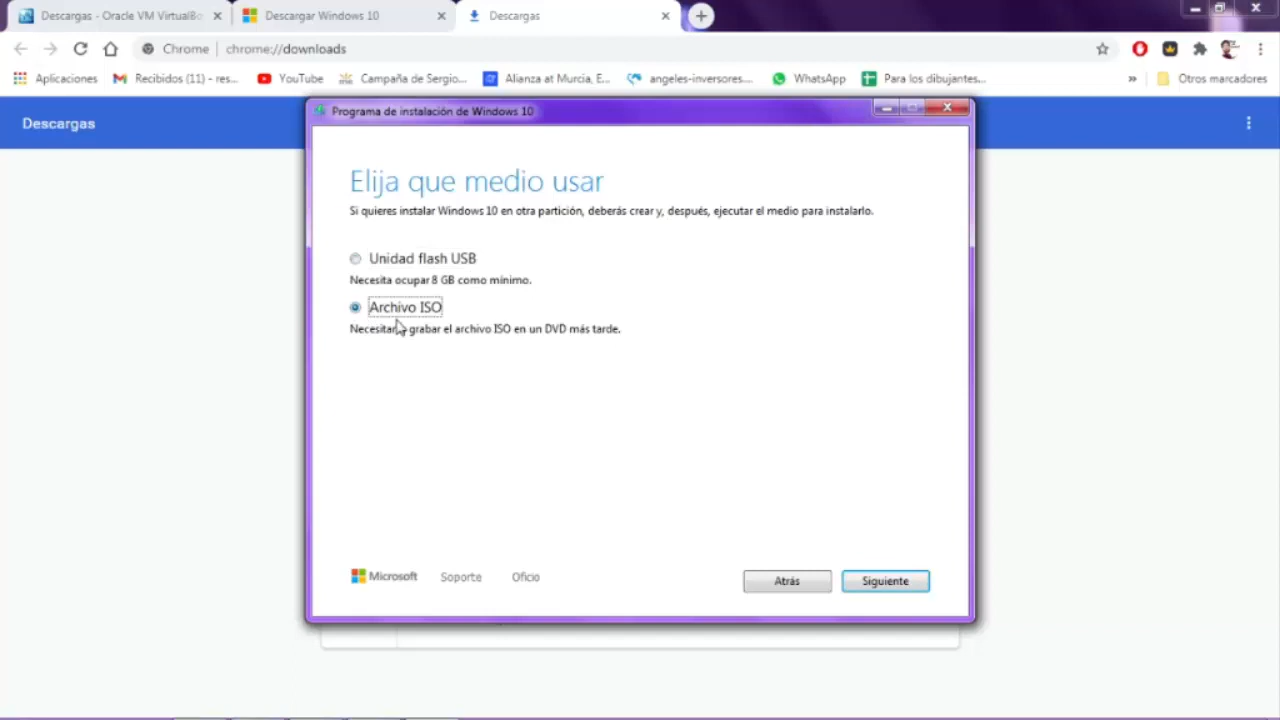 Descargas - Oracle VM VirtualBo
Descargar Windows 10
Descargas
Chrome
chrome://downloads
Aplicaciones
Recibidos (11) - res...
YouTube
Campaña de Sergio...
Alianza at Murcia, E...
angeles-inversores....
WhatsApp
Para los dibujantes...
»
Otros marcadores
Descargas
Programa de instalación de Windows 10
Elija que medio usar
Si quieres instalar Windows 10 en otra partición, deberás crear y, después, ejecutar el medio para instalarlo.
Unidad flash USB
Necesita ocupar 8 GB como mínimo.
Archivo ISO
grabar el archivo ISO en un DVD más tarde.
Microsoft
Soporte
Oficio
Atrás
Siguiente